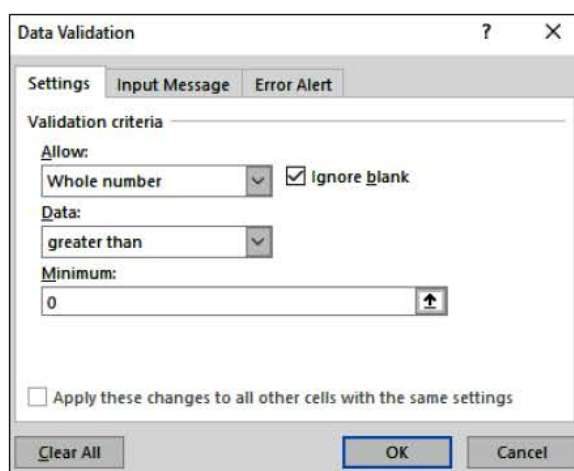 Data Validation ? ×
Settings Input Message Error Alert
Validation criteria
Allow:
Whole number Ignore blank
Data:
greater than
Minimum:
0
Apply these changes to all other cells with the same settings
Clear All OK Cancel